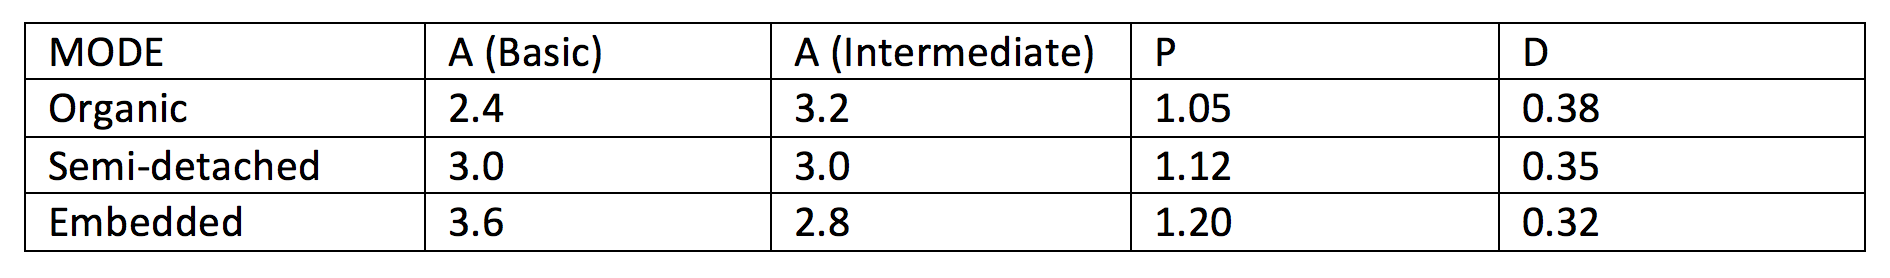 MODE A (Basic) A (Intermediate) P D
Organic 2.4 3.2 1.05 0.38
Semi-detached 3.0 3.0 1.12 0.35
Embedded 3.6 2.8 1.20 0.32